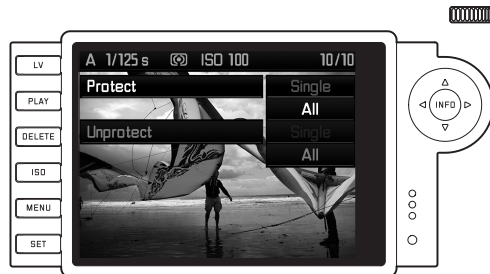 LV
PLAY
DELETE
ISO
MENU
SET
A 1/125 s ISO 100 10/10
Protect Single
All
Unprotect Single
All
INFO